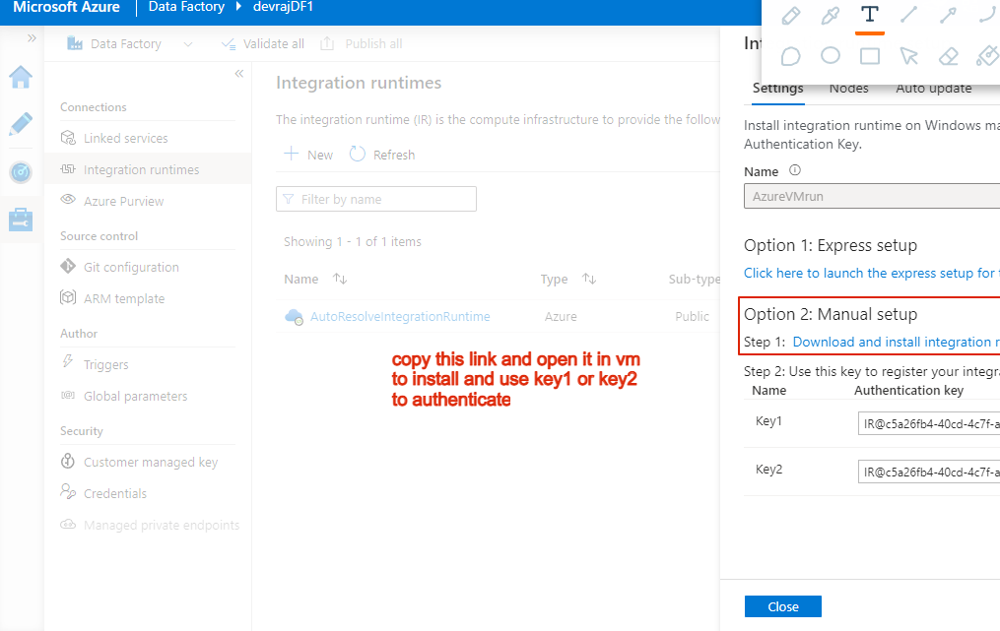 Microsoft Azure
Data Factory
devrajDF1
Data Factory
Validate all
Publish all
Connections
Linked services
Integration runtimes
Azure Purview
Source control
Git configuration
ARM template
Author
Triggers
Global parameters
Security
Customer managed key
Credentials
Managed private endpoints
Integration runtimes
The integration runtime (IR) is the compute infrastructure to provide the follow
New
Refresh
Filter by name
Showing 1 - 1 of 1 items
Name
Type
Sub-type
AutoResolveIntegrationRuntime
Azure
Public
copy this link and open it in vm
to install and use key1 or key2
to authenticate
T
Int
Settings
Nodes
Auto update
Install integration runtime on Windows ma
Authentication Key.
Name
AzureVMrun
Option 1: Express setup
Click here to launch the express setup for t
Option 2: Manual setup
Step 1: Download and install integration r
Step 2: Use this key to register your integra
Name
Authentication key
Key1
IR@c5a26fb4-40cd-4c7f-a
Key2
IR@c5a26fb4-40cd-4c7f-a
Close